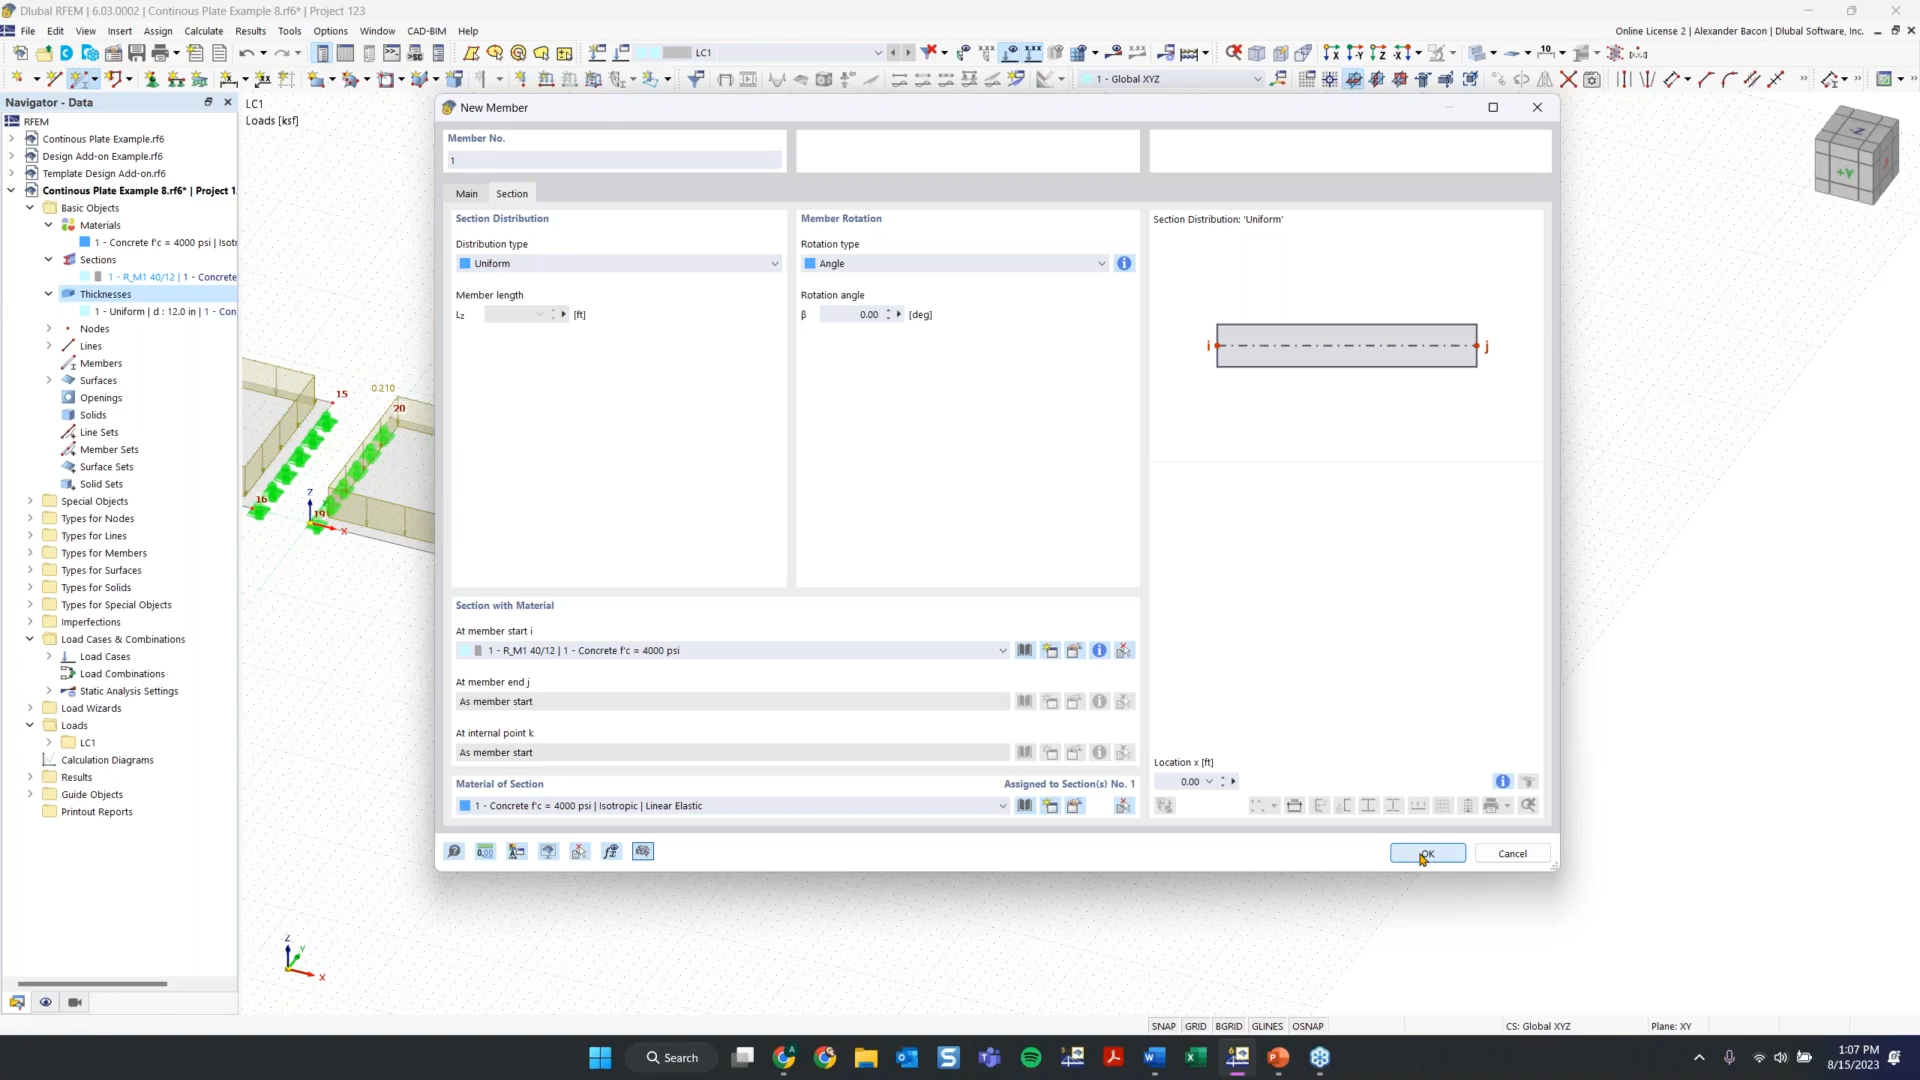 Dlubal RFEM | 6.03.0002 | Continous Plate Example 8.rf6* | Project 123
File Edit View Insert Assign Calculate Results Tools Options Window CAD-BIM Help
Online License 2 | Alexander Bacon | Dlubal Software, Inc.
LC1
1 - Global XYZ
Navigator - Data
RFEM
Continous Plate Example.rf6
Design Add-on Example.rf6
Template Design Add-on.rf6
Continous Plate Example 8.rf6* | Project 1
Basic Objects
Materials
1 - Concrete f'c = 4000 psi | Isotr
Sections
1 - R_M1 40/12 | 1 - Concrete
Thicknesses
1 - Uniform | d : 12.0 in | 1 - Con
Nodes
Lines
Members
Surfaces
Openings
Solids
Line Sets
Member Sets
Surface Sets
Solid Sets
Special Objects
Types for Nodes
Types for Lines
Types for Members
Types for Surfaces
Types for Solids
Types for Special Objects
Imperfections
Load Cases & Combinations
Load Cases
Load Combinations
Static Analysis Settings
Load Wizards
Loads
LC1
Calculation Diagrams
Results
Guide Objects
Printout Reports
LC1
Loads [ksf]
0.210
15
20
16
19
Z
X
Z
Y
X
New Member
Member No.
1
Main Section
Section Distribution
Distribution type
Uniform
Member length
Lz [ft]
Member Rotation
Rotation type
Angle
Rotation angle
β 0.00 [deg]
Section Distribution: 'Uniform'
i j
Section with Material
At member start i
1 - R_M1 40/12 | 1 - Concrete f'c = 4000 psi
At member end j
As member start
At internal point k
As member start
Material of Section Assigned to Section(s) No. 1
1 - Concrete f'c = 4000 psi | Isotropic | Linear Elastic
Location x [ft]
0.00
OK Cancel
-Z
+Y
SNAP GRID BGRID GLINES OSNAP
CS: Global XYZ
Plane: XY
Search
1:07 PM
8/15/2023